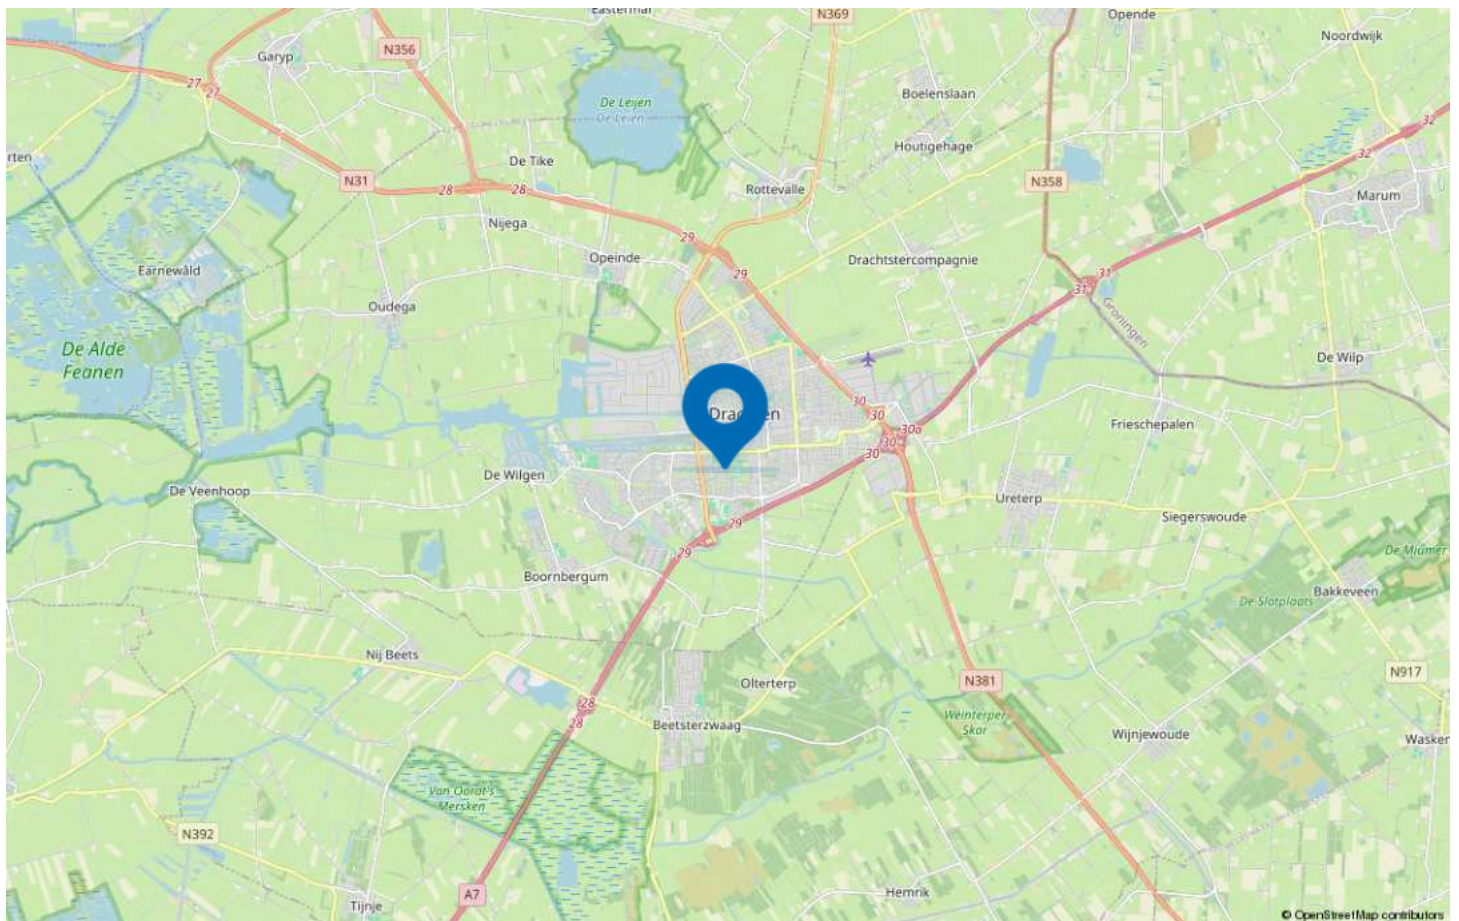 N369
Opende
Noordwijk
Garyp
N356
27
27
De Leijen
De Leien
Boelenslaan
Houtigehage
32
32
De Tike
N31
28
28
Rottevalle
N358
Marum
Nijega
29
Opeinde
Drachtstercompagnie
29
31
31
Earnewâld
Oudega
Groningen
De Alde
Feanen
De Wilp
30
30
30a
30
30
Frieschepalen
De Wilgen
De Veenhoop
Ureterp
Siegerswoude
29
29
De Miumer
Boornbergum
Bakkeveen
De Slotplaats
Nij Beets
N917
Olterterp
N381
28
28
Beetsterzwaag
Weinterper
Skar
Wijnjewoude
Van Oordt's
Mersken
N392
A7
Hemrik
Tijnje
© OpenStreetMap contributors